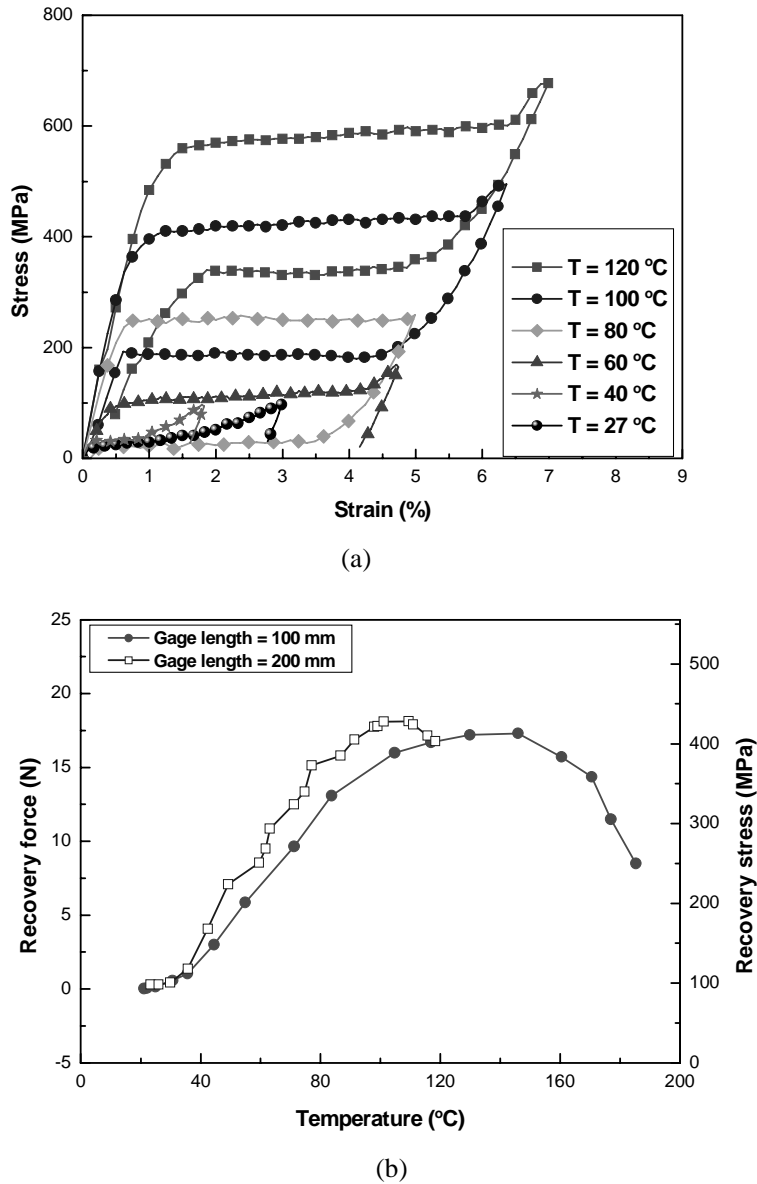 800
600
400
200
0
Stress (MPa)
T = 120 ºC
T = 100 ºC
T = 80 ºC
T = 60 ºC
T = 40 ºC
T = 27 ºC
0 1 2 3 4 5 6 7 8 9
Strain (%)
(a)
25
20
15
10
5
0
-5
Recovery force (N)
Gage length = 100 mm
Gage length = 200 mm
500
400
300
200
100
0
Recovery stress (MPa)
0 40 80 120 160 200
Temperature (ºC)
(b)